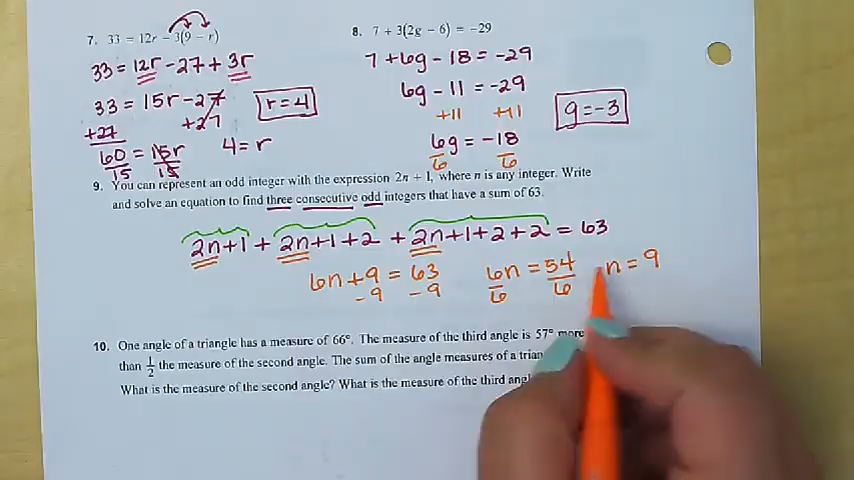 7. 33 = 12r - 3(9 - r)
33 = 12r - 27 + 3r
33 = 15r - 27
+27 +27
60 = 15r
15 15
4 = r
r = 4
8. 7 + 3(2g - 6) = -29
7 + 6g - 18 = -29
6g - 11 = -29
+11 +11
6g = -18
6 6
g = -3
9. You can represent an odd integer with the expression 2n + 1, where n is any integer. Write
and solve an equation to find three consecutive odd integers that have a sum of 63.
2n+1 + 2n+1+2 + 2n+1+2+2 = 63
6n + 9 = 63
-9 -9
6n = 54
6 6
n = 9
10. One angle of a triangle has a measure of 66°. The measure of the third angle is 57° more
than 1/2 the measure of the second angle. The sum of the angle measures of a
What is the measure of the second angle? What is the measure of the third